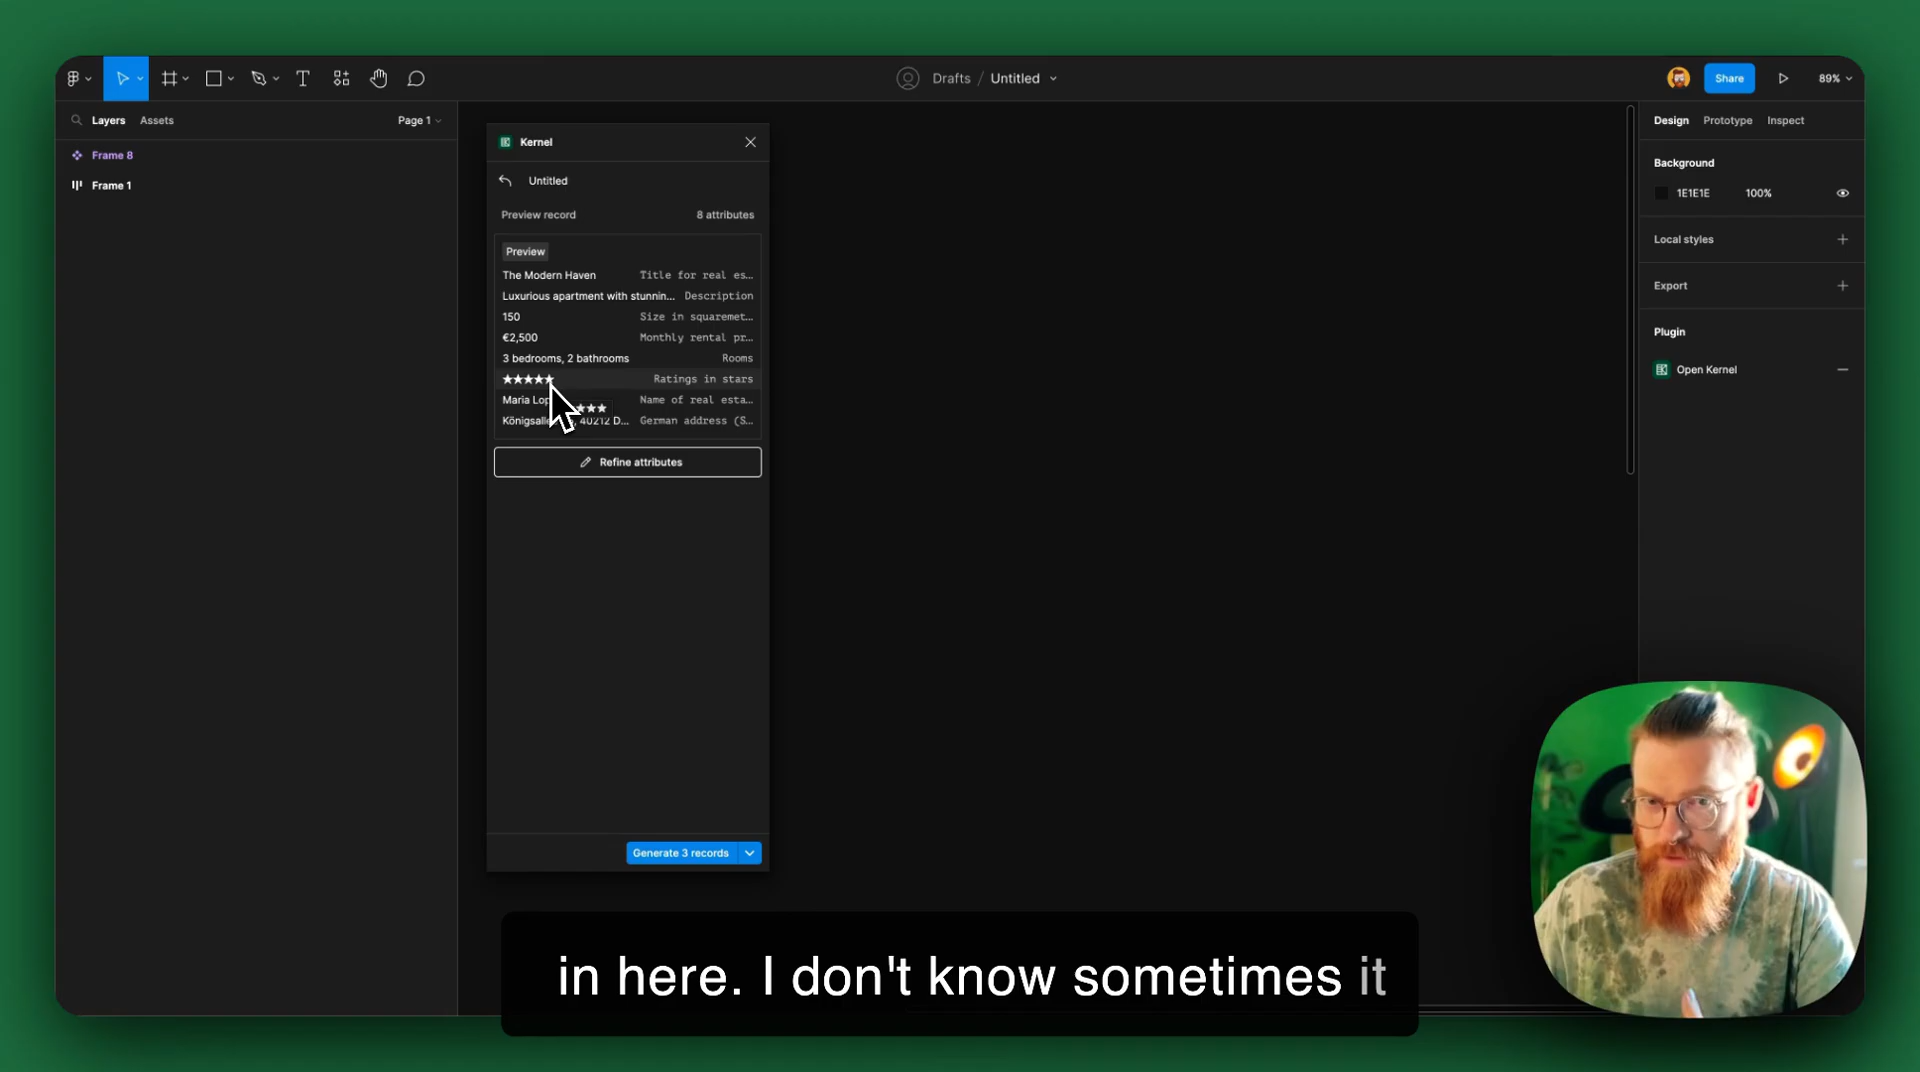 Drafts / Untitled
Share
89%
Layers Assets Page 1
Frame 8
Frame 1
Kernel
Untitled
Preview record 8 attributes
Preview
The Modern Haven Title for real es...
Luxurious apartment with stunnin... Description
150 Size in squaremet...
€2,500 Monthly rental pr...
3 bedrooms, 2 bathrooms Rooms
★★★★★ Ratings in stars
Maria Lop Name of real esta...
★★★
Königsalle 40212 D... German address (S...
Refine attributes
Generate 3 records
Design Prototype Inspect
Background
1E1E1E 100%
Local styles
Export
Plugin
Open Kernel
in here. I don't know sometimes it